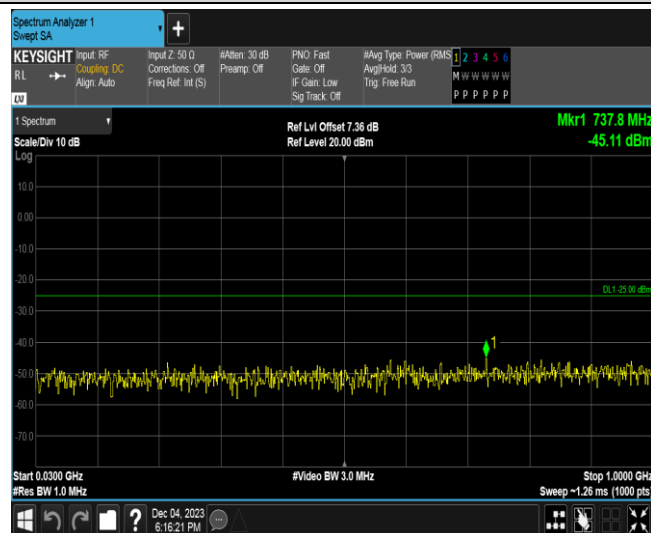 Spectrum Analyzer 1
Swept SA
+
KEYSIGHT
RL
LXI
Input: RF
Coupling: DC
Align: Auto
Input Z: 50 Ω
Corrections: Off
Freq Ref: Int (S)
#Atten: 30 dB
Preamp: Off
PNO: Fast
Gate: Off
IF Gain: Low
Sig Track: Off
#Avg Type: Power (RMS
Avg|Hold: 3/3
Trig: Free Run
1 2 3 4 5 6
M W W W W W
P P P P P P
1 Spectrum
Scale/Div 10 dB
Log
Ref Lvl Offset 7.36 dB
Ref Level 20.00 dBm
Mkr1 737.8 MHz
-45.11 dBm
10.0
0.00
-10.0
-20.0
DL1 -25.00 dBm
-30.0
-40.0
1
-50.0
-60.0
-70.0
Start 0.0300 GHz
#Res BW 1.0 MHz
#Video BW 3.0 MHz
Stop 1.0000 GHz
Sweep ~1.26 ms (1000 pts)
?
Dec 04, 2023
6:16:21 PM